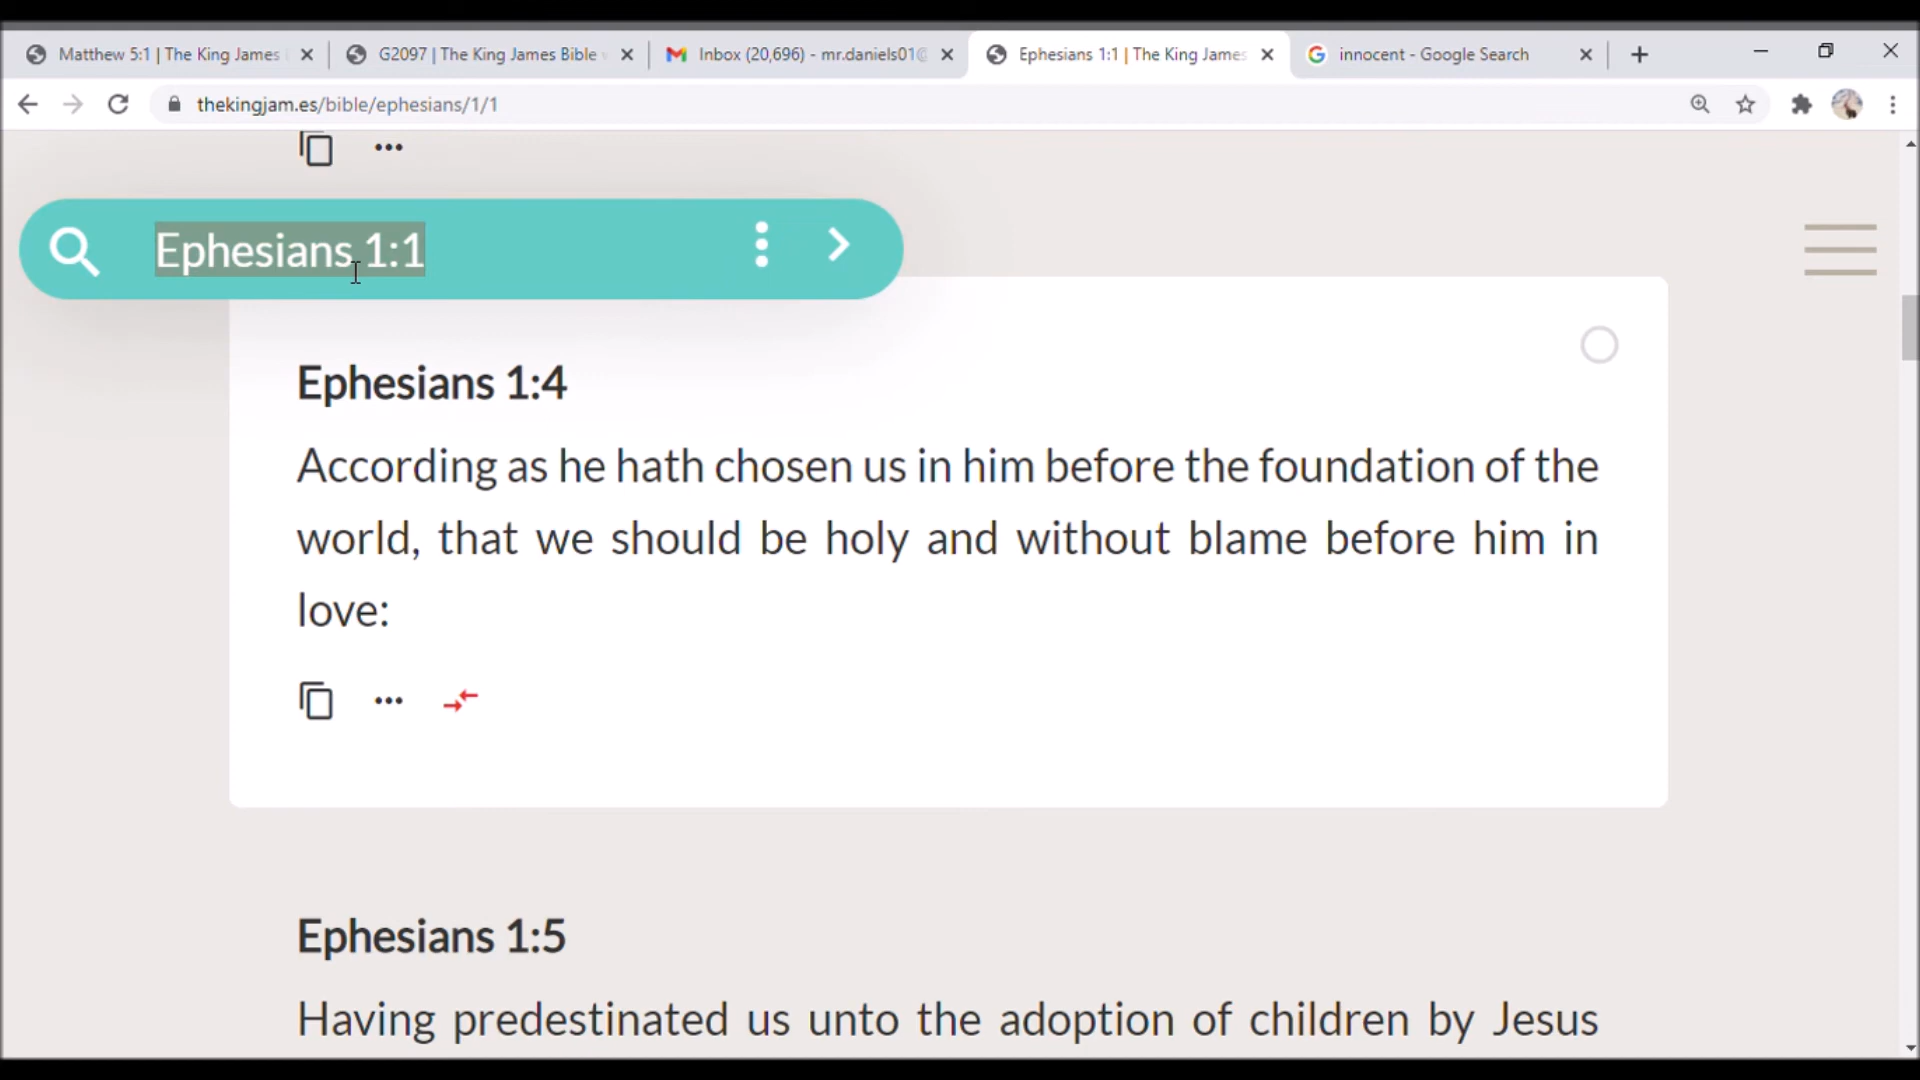 Matthew 5:1 | The King James
G2097 | The King James Bible
Inbox (20,696) - mr.daniels01@
Ephesians 1:1 | The King James
innocent - Google Search
thekingjam.es/bible/ephesians/1/1
Ephesians 1:1
Ephesians 1:4
According as he hath chosen us in him before the foundation of the
world, that we should be holy and without blame before him in
love:
Ephesians 1:5
Having predestinated us unto the adoption of children by Jesus